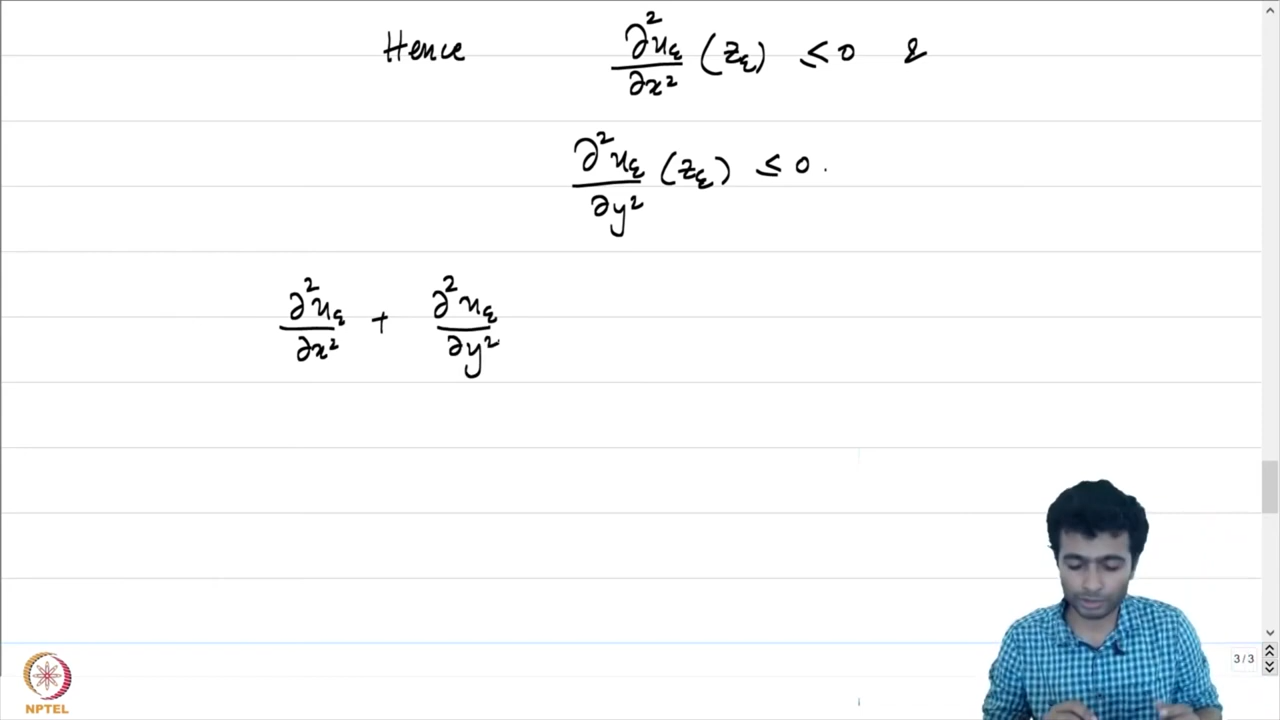 Hence ∂²u_ε/∂x² (z_ε) ≤ 0 &
∂²u_ε/∂y² (z_ε) ≤ 0.
∂²u_ε/∂x² + ∂²u_ε/∂y²
3 / 3
NPTEL